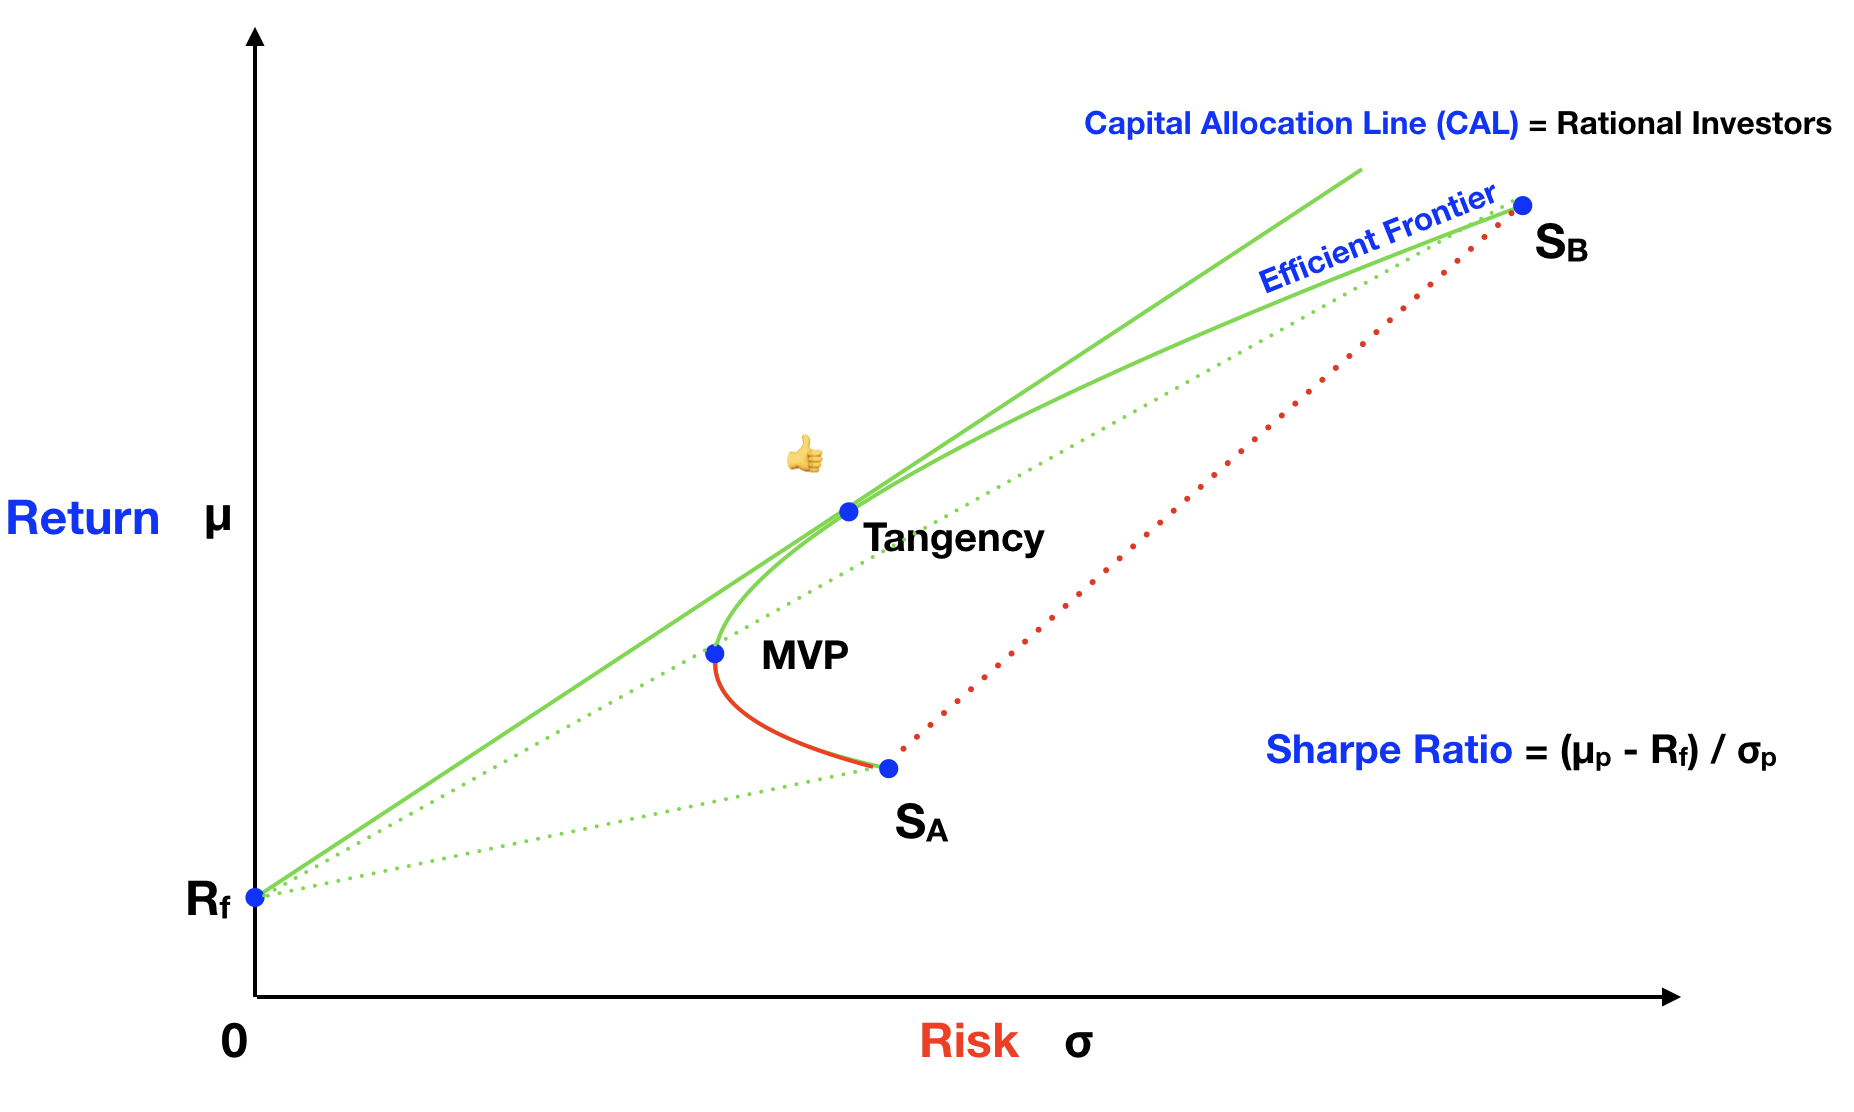 Capital Allocation Line (CAL) = Rational Investors
Efficient Frontier
SB
Return μ
Tangency
MVP
Sharpe Ratio = (μp - Rf) / σp
SA
Rf
0
Risk σ